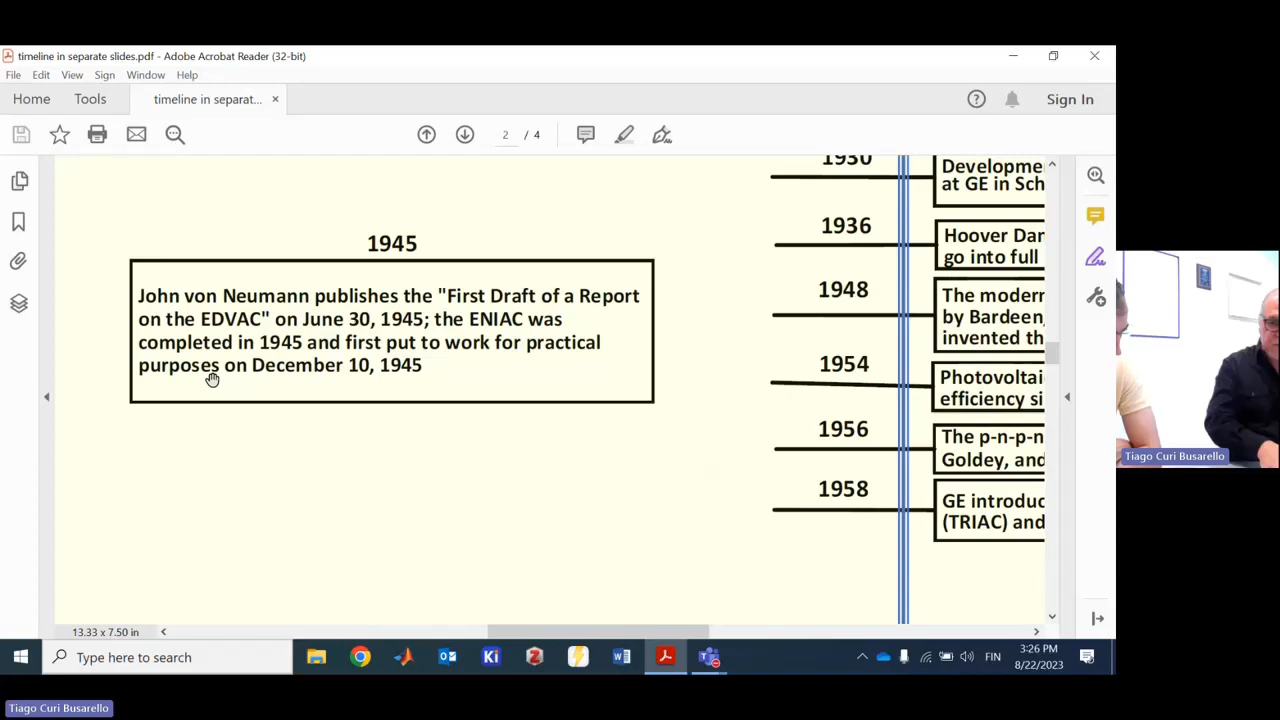 timeline in separate slides.pdf - Adobe Acrobat Reader (32-bit)
File Edit View Sign Window Help
Home Tools timeline in separat... × Sign In
2 / 4
1930
Developme
at GE in Sch
1936
Hoover Dar
go into full
1945
John von Neumann publishes the "First Draft of a Report
on the EDVAC" on June 30, 1945; the ENIAC was
completed in 1945 and first put to work for practical
purposes on December 10, 1945
1948
The modern
by Bardeen,
invented th
1954
Photovoltai
efficiency si
1956
The p-n-p-n
Goldey, and
1958
GE introduc
(TRIAC) and
Tiago Curi Busarello
13.33 x 7.50 in
Type here to search
Ki
FIN
3:26 PM
8/22/2023
Tiago Curi Busarello